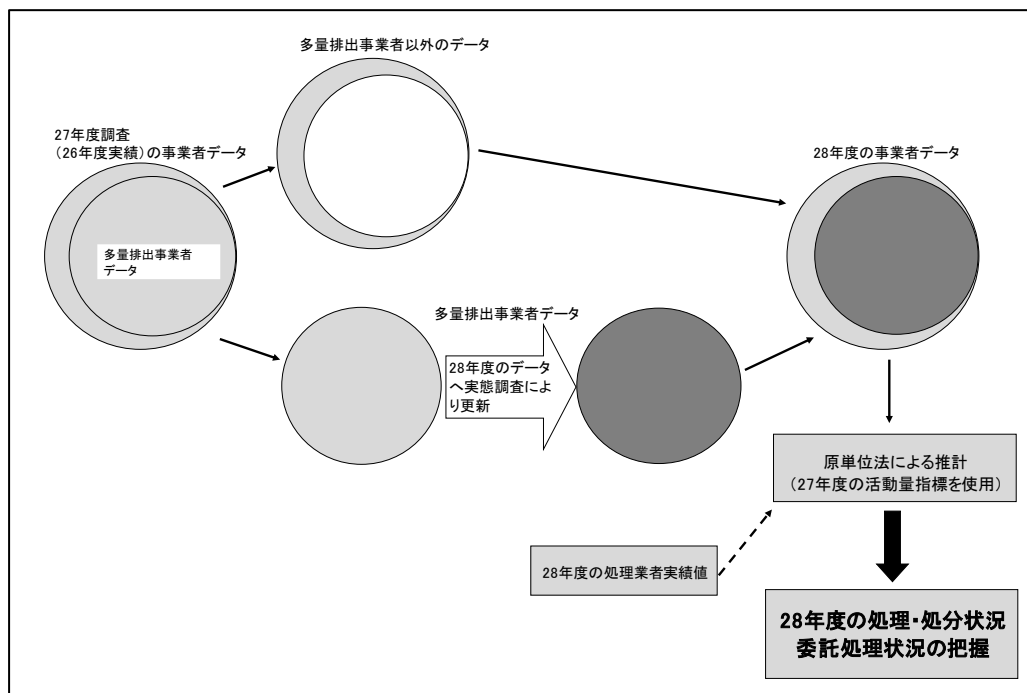 多量排出事業者以外のデータ
27年度調査
（26年度実績）の事業者データ
28年度の事業者データ
多量排出事業者
データ
多量排出事業者データ
28年度のデータ
へ実態調査によ
り更新
原単位法による推計
（27年度の活動量指標を使用）
28年度の処理業者実績値
28年度の処理・処分状況
委託処理状況の把握